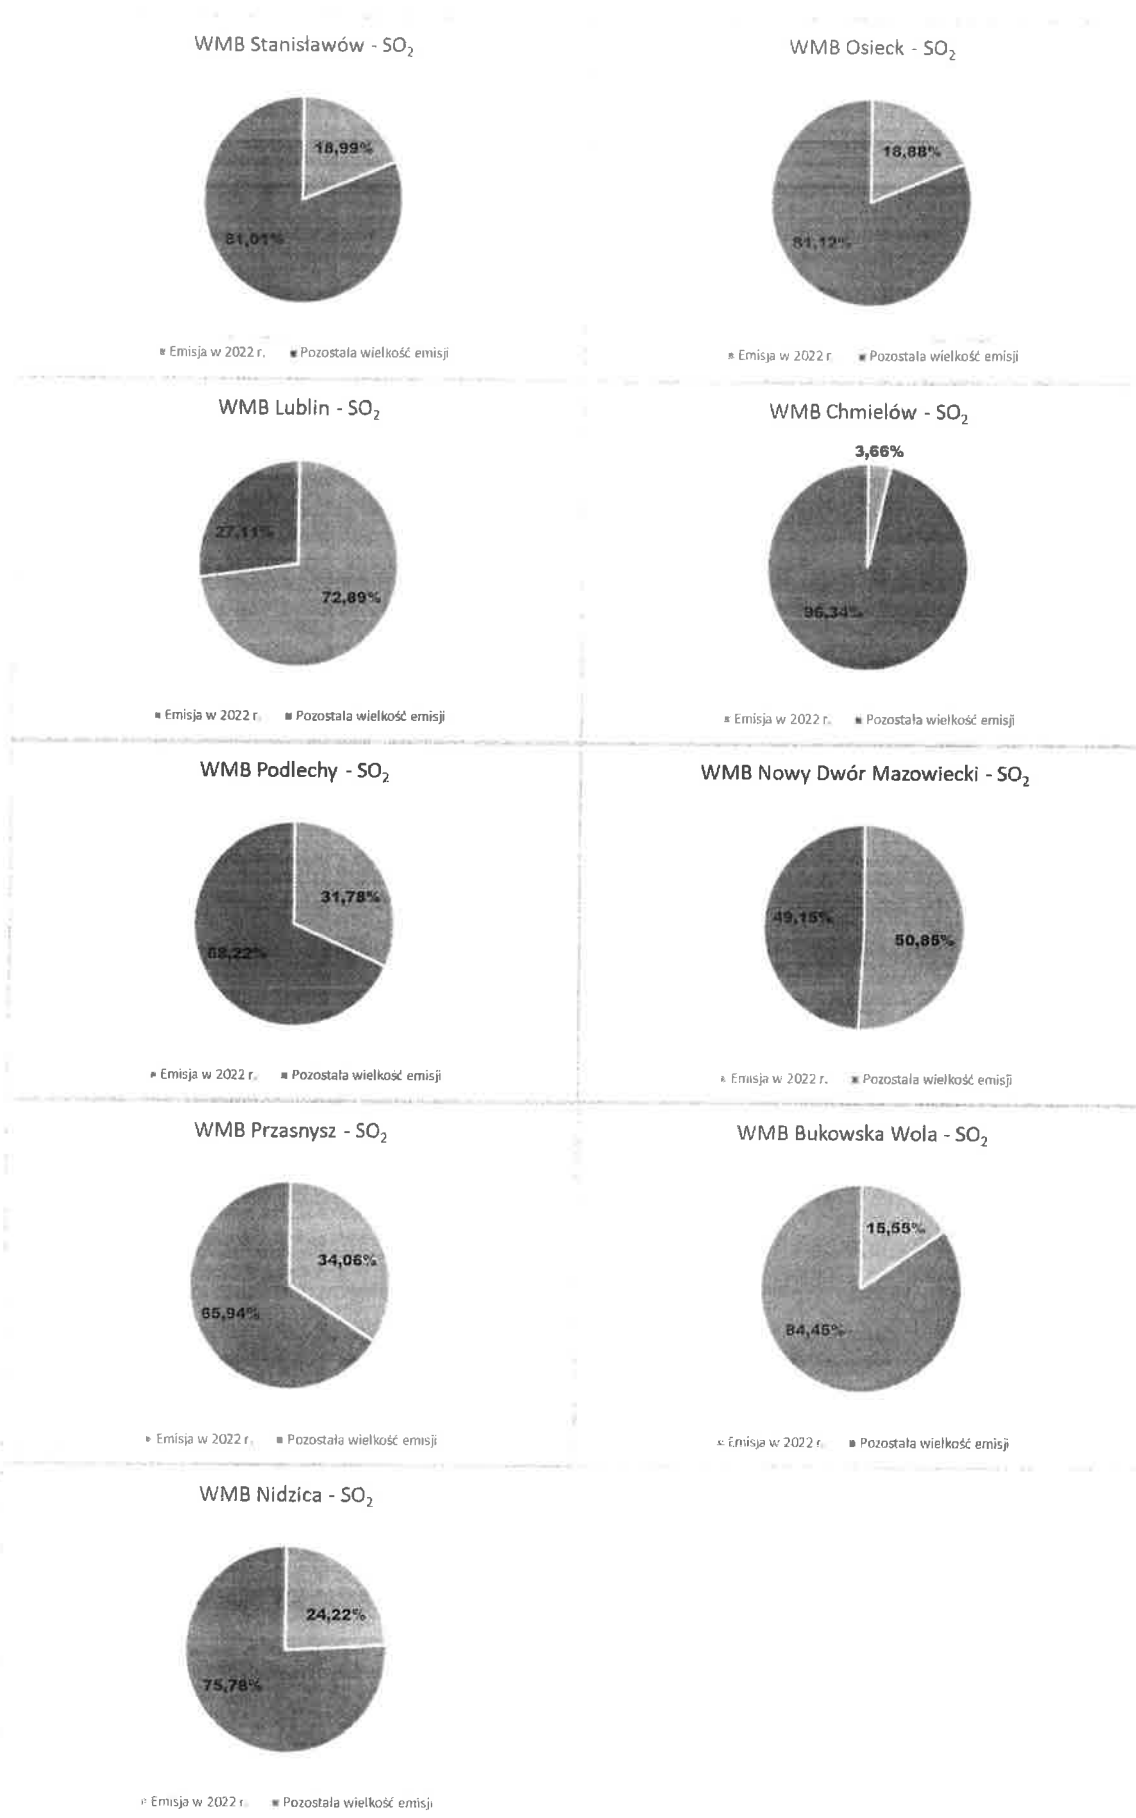 WMB Stanisławów - SO₂
18,99%
81,01%
Emisja w 2022 r. Pozostała wielkość emisji
WMB Osieck - SO₂
18,88%
81,12%
Emisja w 2022 r Pozostała wielkość emisji
WMB Lublin - SO₂
27,11%
72,89%
Emisja w 2022 r. Pozostała wielkość emisji
WMB Chmielów - SO₂
3,66%
96,34%
Emisja w 2022 r. Pozostała wielkość emisji
WMB Podlechy - SO₂
31,78%
68,22%
Emisja w 2022 r. Pozostała wielkość emisji
WMB Nowy Dwór Mazowiecki - SO₂
49,15%
50,85%
Emisja w 2022 r. Pozostała wielkość emisji
WMB Przasnysz - SO₂
34,06%
65,94%
Emisja w 2022 r. Pozostała wielkość emisji
WMB Bukowska Wola - SO₂
15,55%
84,45%
Emisja w 2022 r. Pozostała wielkość emisji
WMB Nidzica - SO₂
24,22%
75,78%
Emisja w 2022 r. Pozostała wielkość emisji